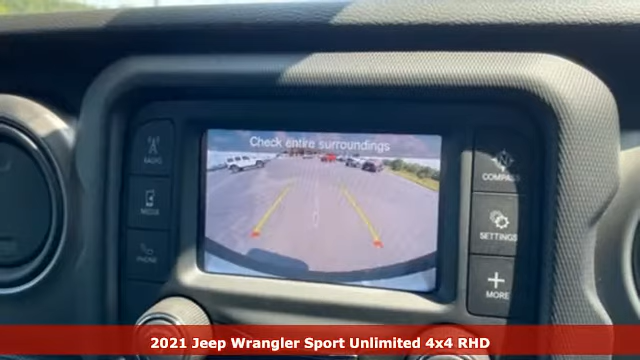 Check entire surroundings
RADIO
MEDIA
PHONE
COMPASS
SETTINGS
MORE
2021 Jeep Wrangler Sport Unlimited 4x4 RHD